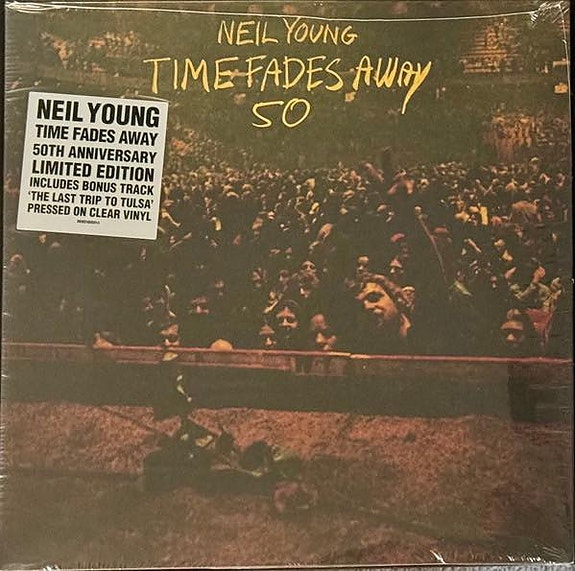 NEIL YOUNG
TIME FADES AWAY
50
NEIL YOUNG
TIME FADES AWAY
50TH ANNIVERSARY
LIMITED EDITION
INCLUDES BONUS TRACK
'THE LAST TRIP TO TULSA'
PRESSED ON CLEAR VINYL